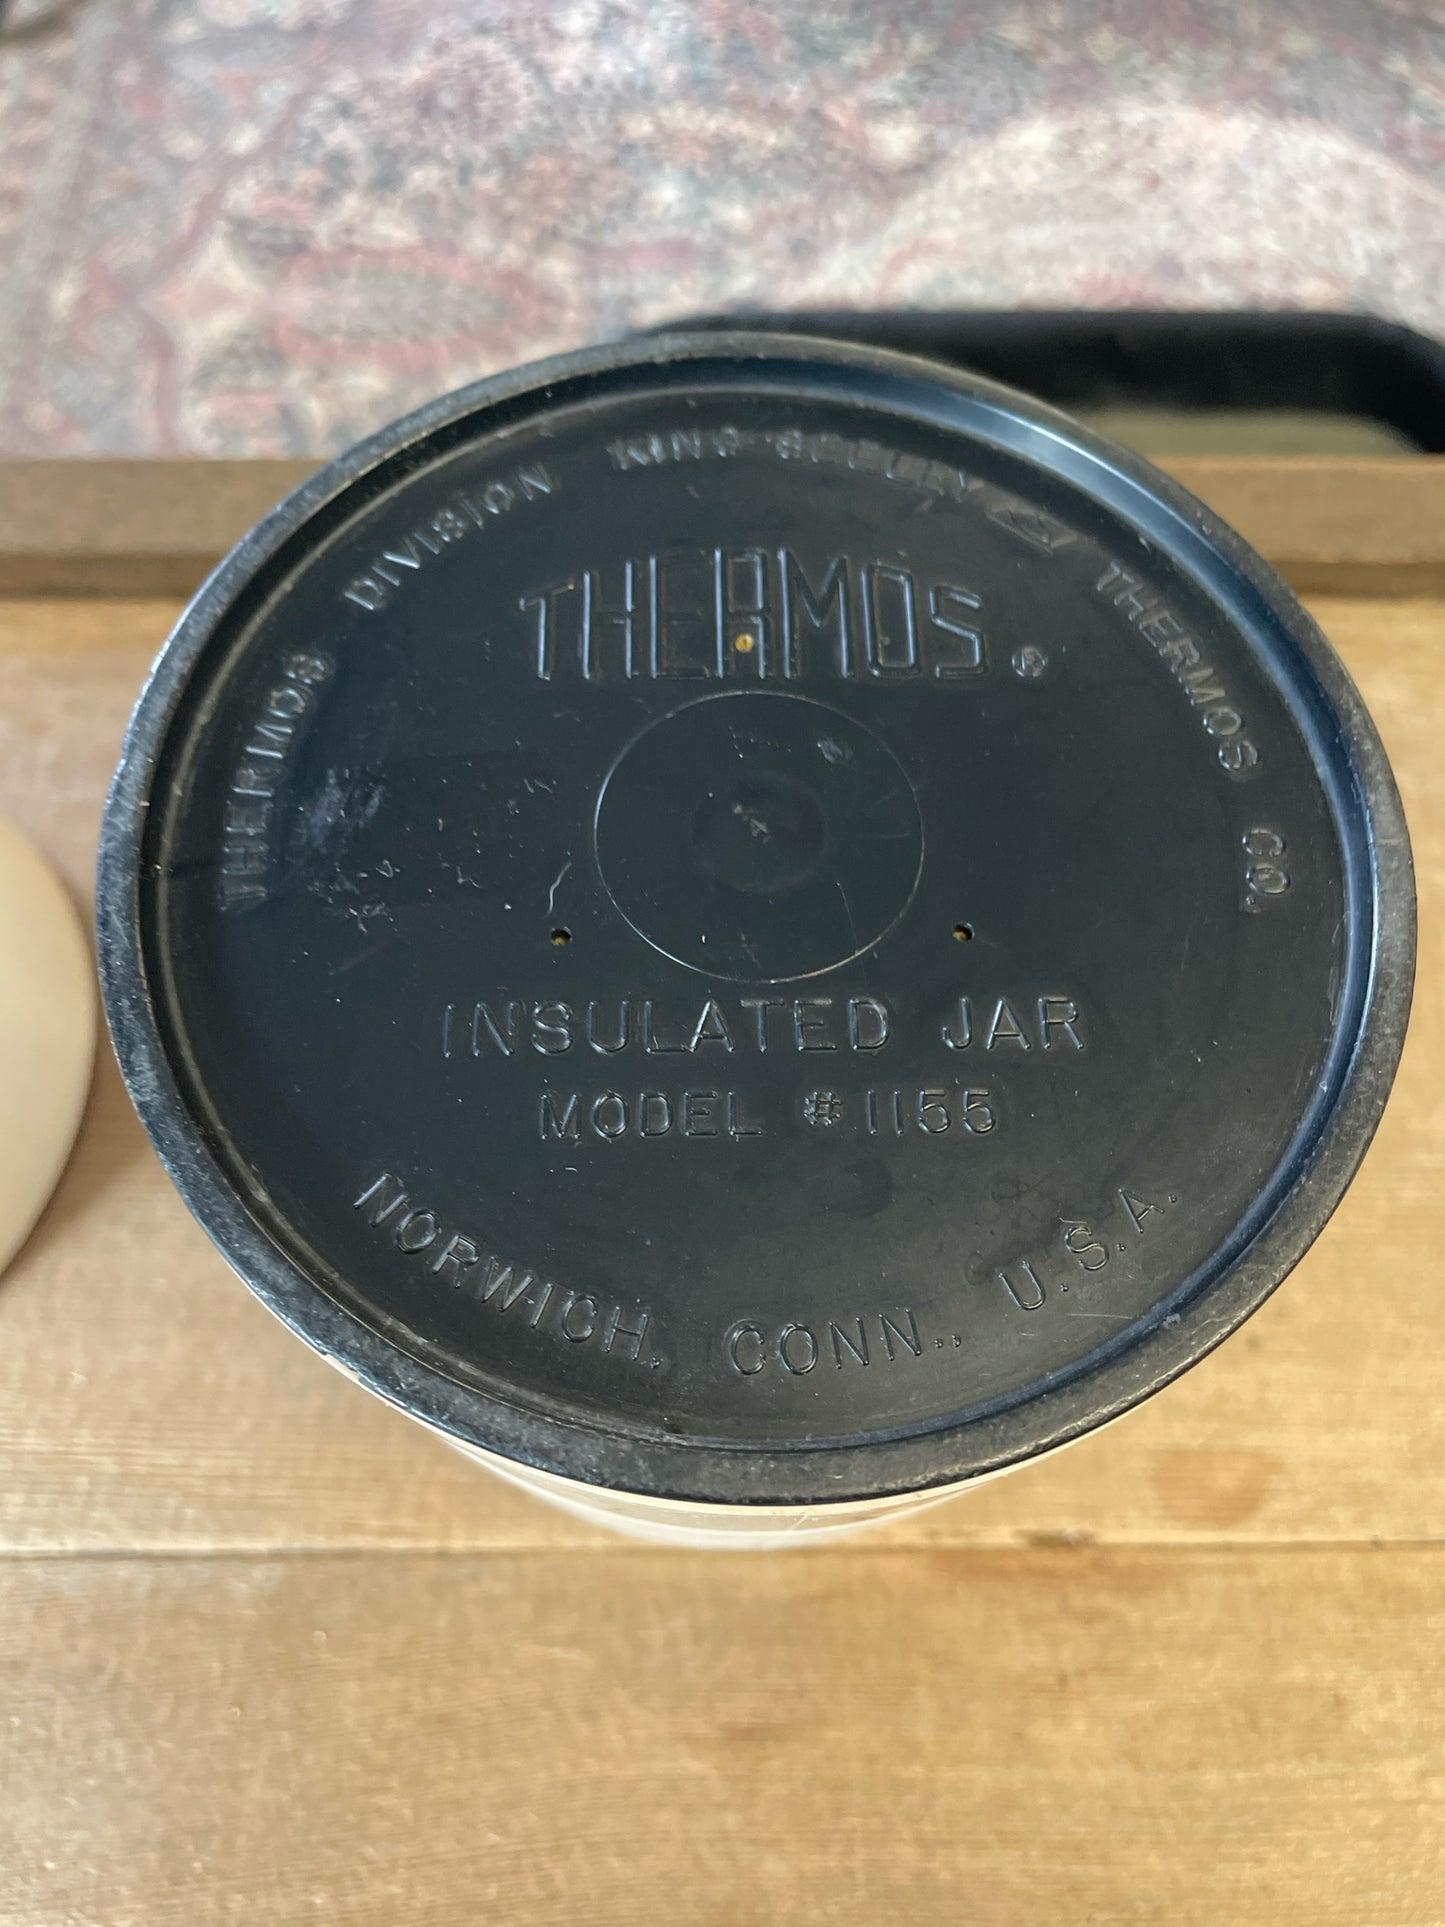 THERMOS DIVISION KING-SEELEY THERMOS CO.
THERMOS®
INSULATED JAR
MODEL #1155
NORWICH, CONN., U.S.A.